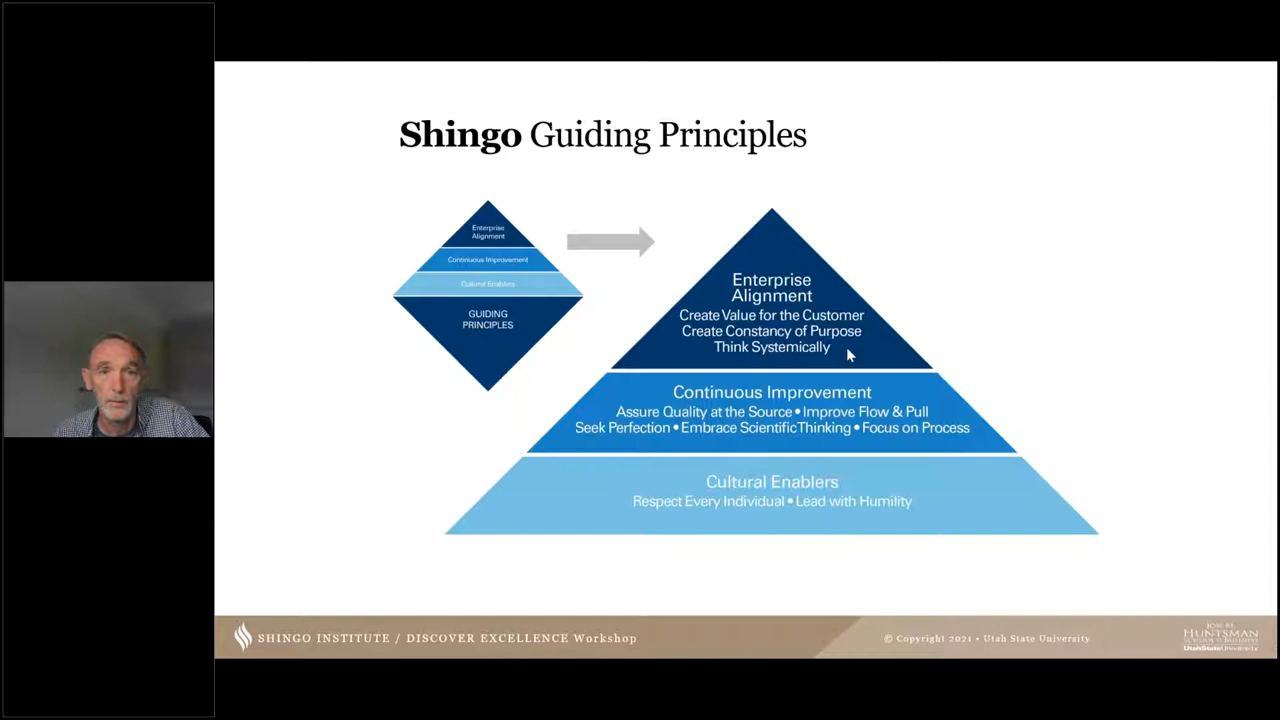 Shingo Guiding Principles
Enterprise
Alignment
Continuous Improvement
Cultural Enablers
GUIDING
PRINCIPLES
Enterprise
Alignment
Create Value for the Customer
Create Constancy of Purpose
Think Systemically
Continuous Improvement
Assure Quality at the Source • Improve Flow & Pull
Seek Perfection • Embrace Scientific Thinking • Focus on Process
Cultural Enablers
Respect Every Individual • Lead with Humility
SHINGO INSTITUTE / DISCOVER EXCELLENCE Workshop
© Copyright 2021 • Utah State University
JON M.
HUNTSMAN
SCHOOL OF BUSINESS
UtahStateUniversity